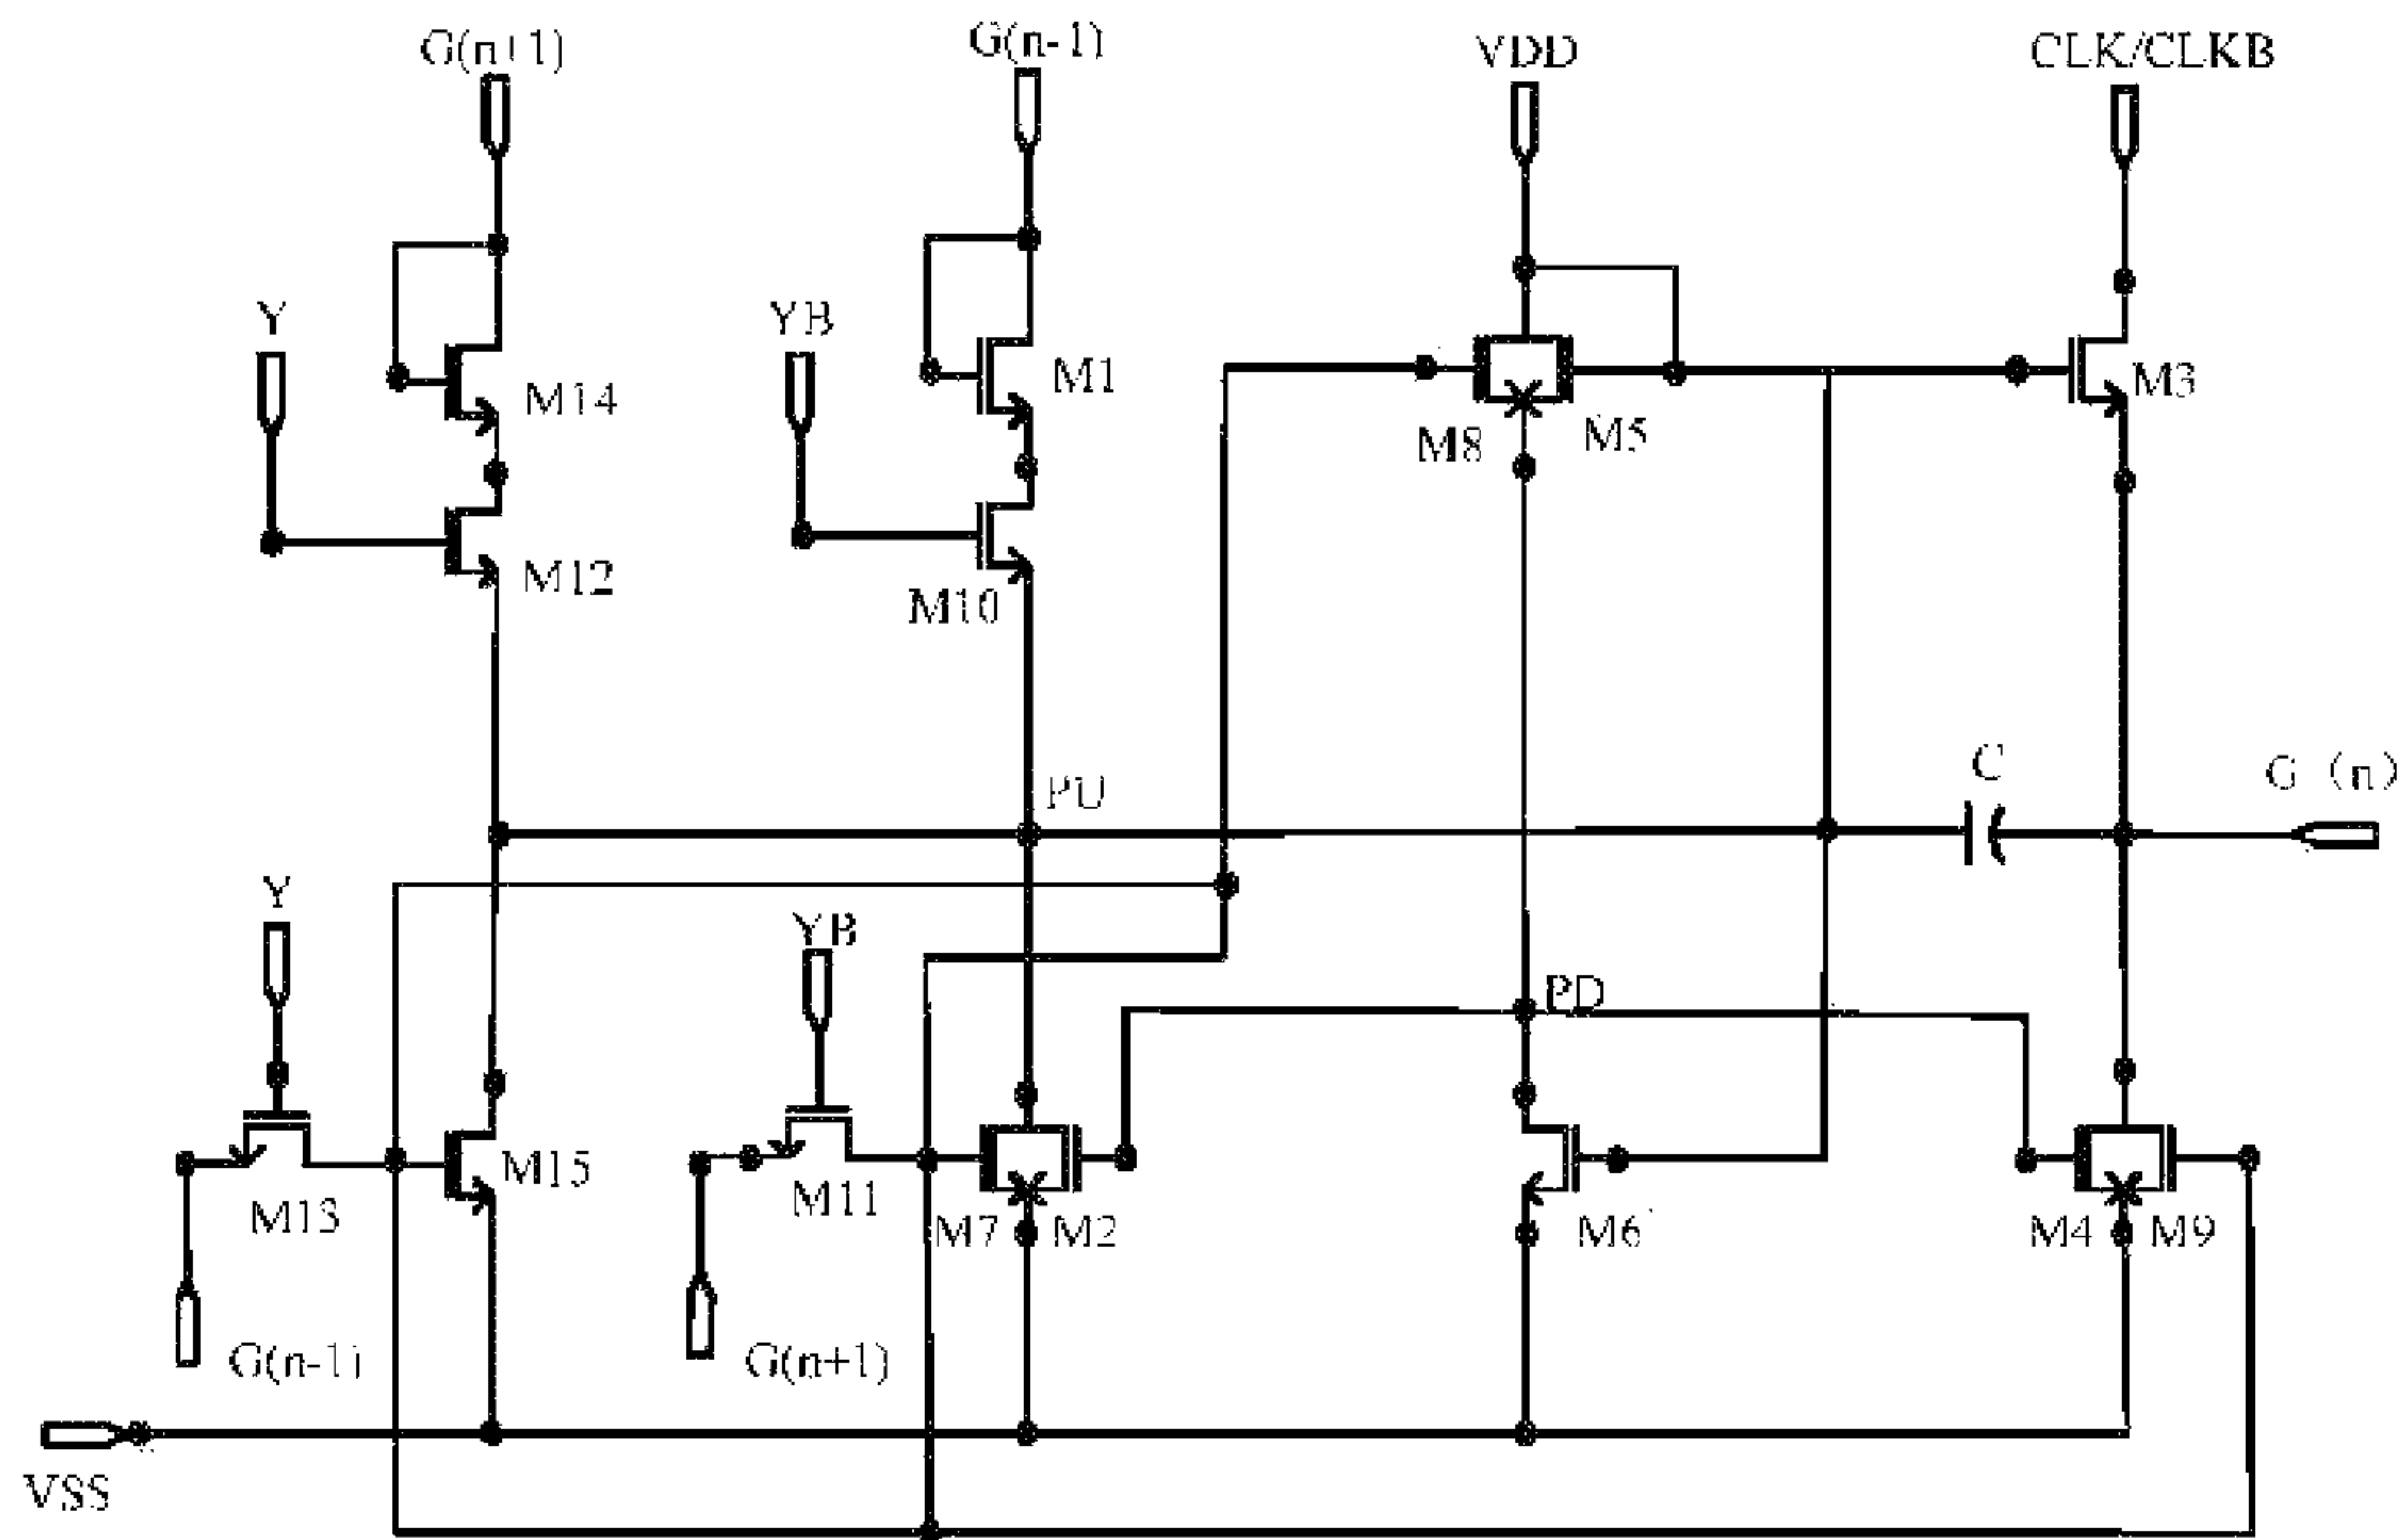 G(n+1)
G(n-1)
VDD
CLK/CLKB
Y
YB
M14
M1
M3
M8
M5
M12
M10
PU
C
G (n)
Y
YB
PD
M15
M13
M11
M7
M2
M6
M4
M9
G(n-1)
G(n+1)
VSS